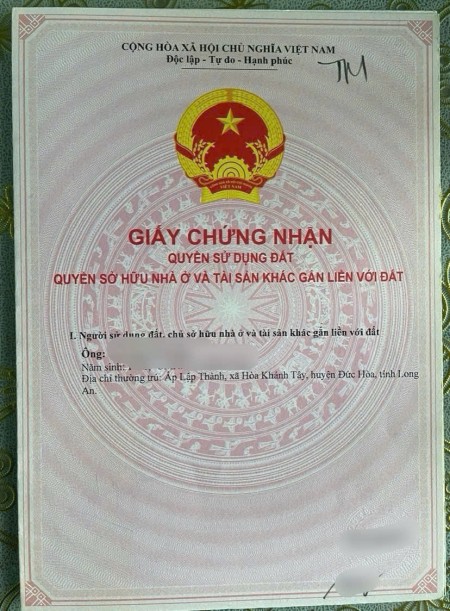 CỘNG HÒA XÃ HỘI CHỦ NGHĨA VIỆT NAM
Độc lập - Tự do - Hạnh phúc
TM
VIỆT NAM
GIẤY CHỨNG NHẬN
QUYỀN SỬ DỤNG ĐẤT
QUYỀN SỞ HỮU NHÀ Ở VÀ TÀI SẢN KHÁC GẮN LIỀN VỚI ĐẤT
I. Người sử dụng đất, chủ sở hữu nhà ở và tài sản khác gắn liền với đất
Ông:
Năm sinh:
Địa chỉ thường trú: Ấp Lập Thành, xã Hòa Khánh Tây, huyện Đức Hòa, tỉnh Long
An.